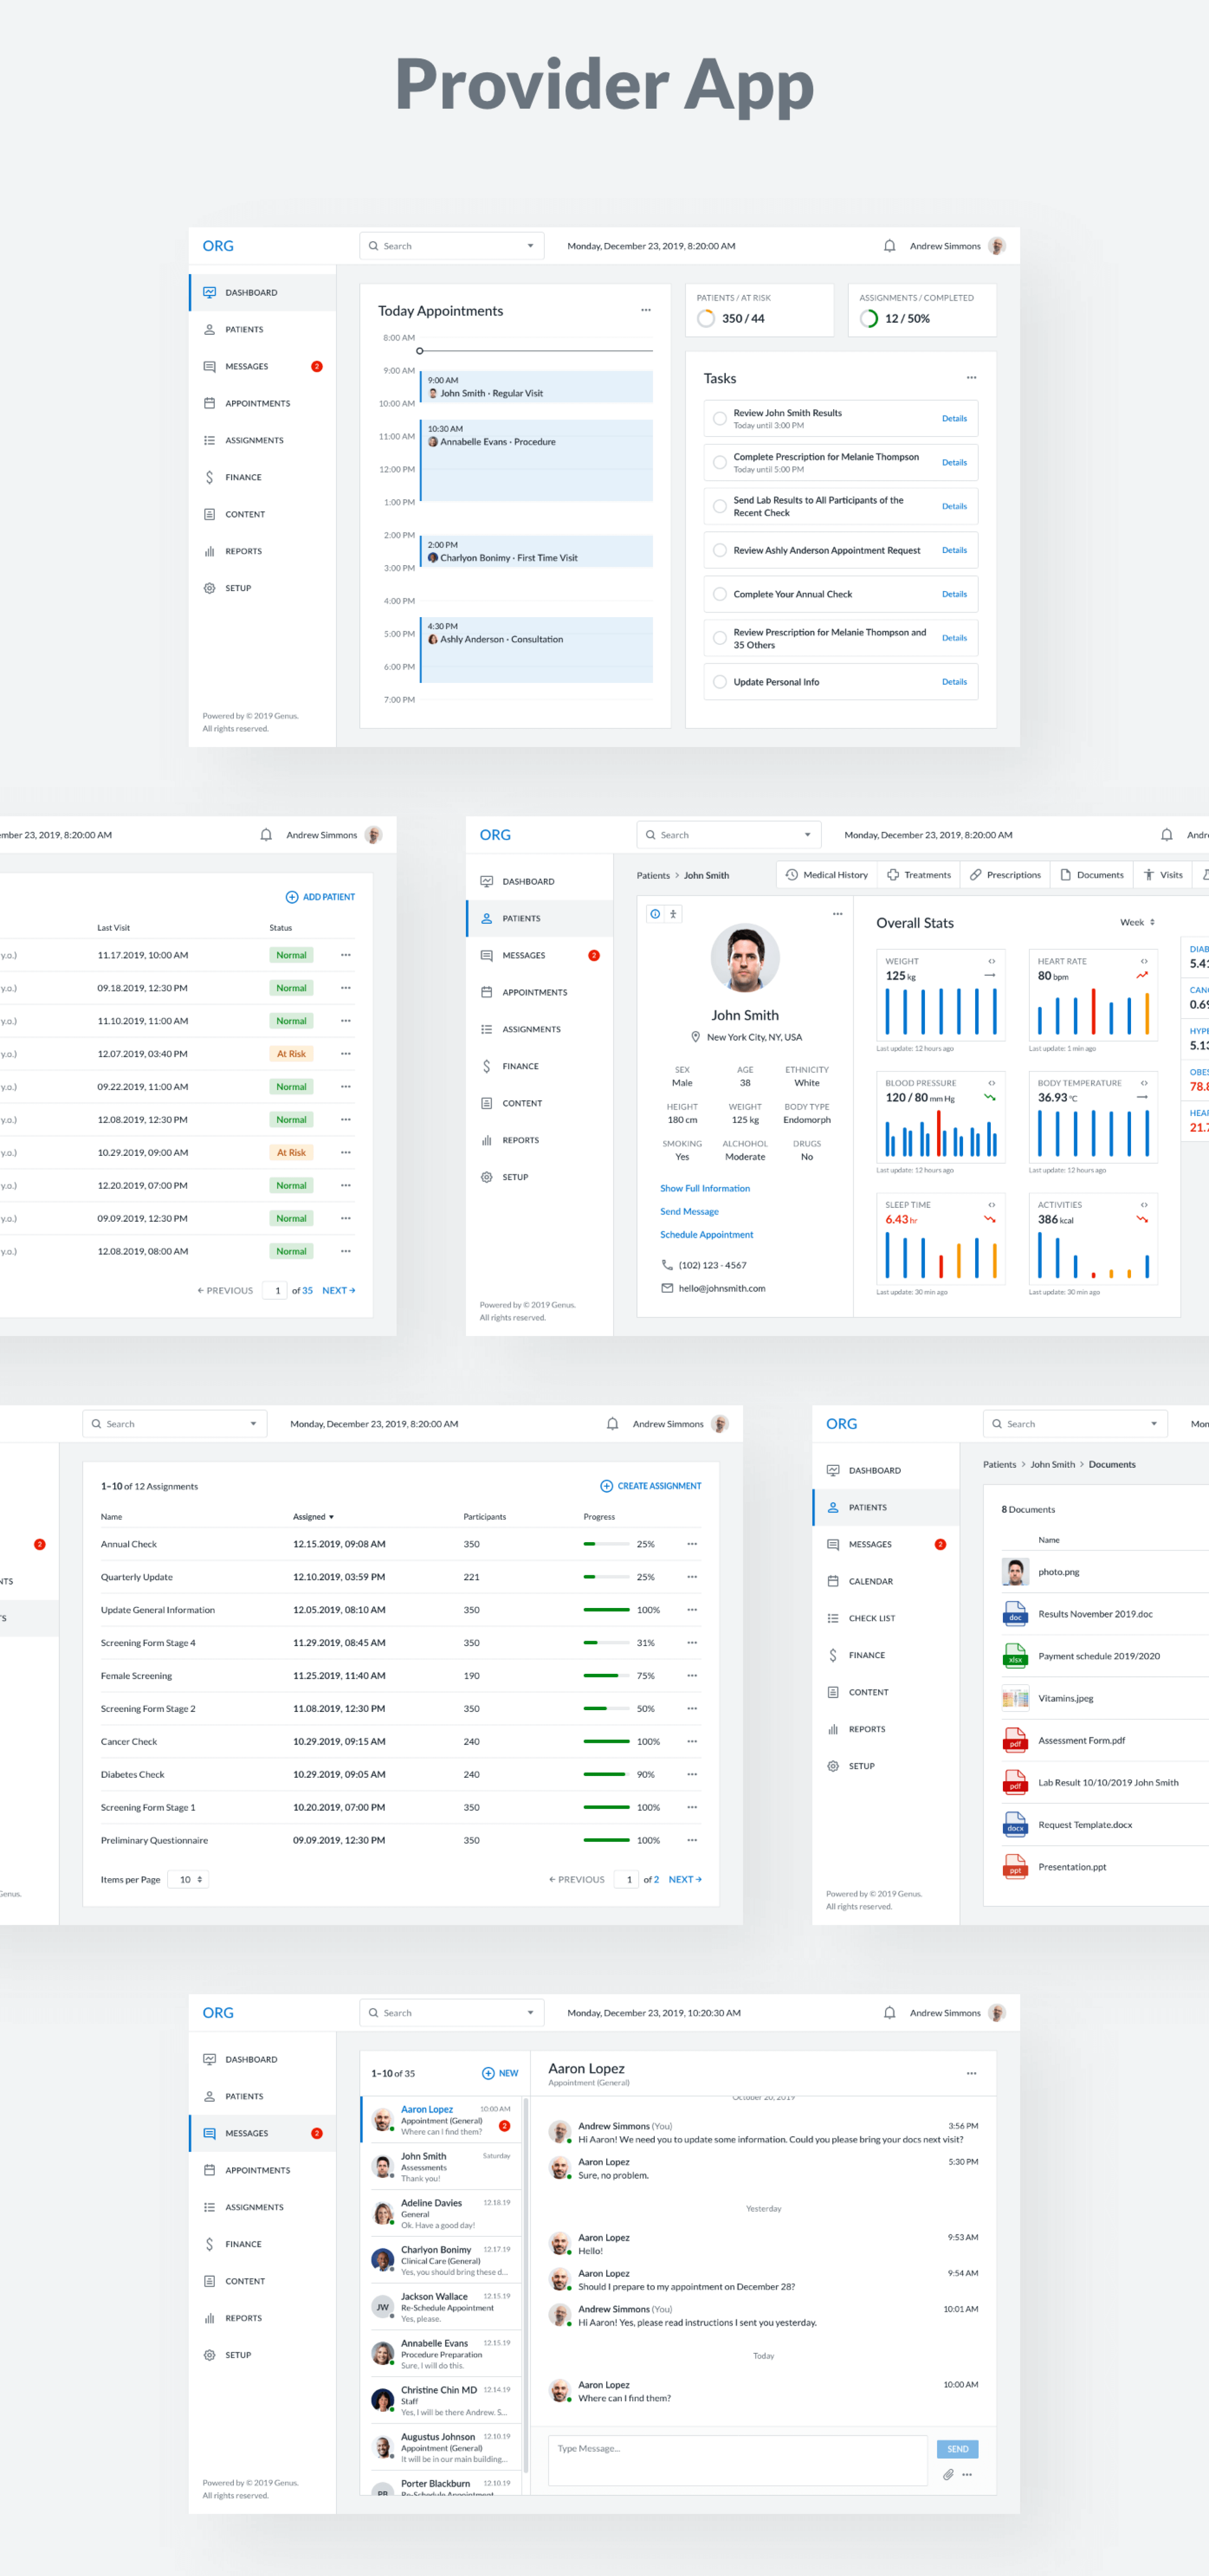 Provider App
ORG
Search
Monday, December 23, 2019, 8:20:00 AM
Andrew Simmons
DASHBOARD
PATIENTS
MESSAGES
2
APPOINTMENTS
ASSIGNMENTS
FINANCE
CONTENT
REPORTS
SETUP
Powered by © 2019 Genus.
All rights reserved.
Today Appointments
8:00 AM
9:00 AM
9:00 AM
John Smith · Regular Visit
10:00 AM
10:30 AM
11:00 AM
Annabelle Evans · Procedure
12:00 PM
1:00 PM
2:00 PM
2:00 PM
Charlyon Bonimy · First Time Visit
3:00 PM
4:00 PM
4:30 PM
5:00 PM
Ashly Anderson · Consultation
6:00 PM
7:00 PM
PATIENTS / AT RISK
350 / 44
ASSIGNMENTS / COMPLETED
12 / 50%
Tasks
Review John Smith Results
Today until 3:00 PM
Details
Complete Prescription for Melanie Thompson
Today until 5:00 PM
Details
Send Lab Results to All Participants of the
Recent Check
Details
Review Ashly Anderson Appointment Request
Details
Complete Your Annual Check
Details
Review Prescription for Melanie Thompson and
35 Others
Details
Update Personal Info
Details
ember 23, 2019, 8:20:00 AM
Andrew Simmons
ADD PATIENT
Last Visit Status
y.o.) 11.17.2019, 10:00 AM Normal
y.o.) 09.18.2019, 12:30 PM Normal
y.o.) 11.10.2019, 11:00 AM Normal
y.o.) 12.07.2019, 03:40 PM At Risk
y.o.) 09.22.2019, 11:00 AM Normal
y.o.) 12.08.2019, 12:30 PM Normal
y.o.) 10.29.2019, 09:00 AM At Risk
y.o.) 12.20.2019, 07:00 PM Normal
y.o.) 09.09.2019, 12:30 PM Normal
y.o.) 12.08.2019, 08:00 AM Normal
← PREVIOUS 1 of 35 NEXT →
ORG
Search
Monday, December 23, 2019, 8:20:00 AM
Andr
DASHBOARD
PATIENTS
MESSAGES
2
APPOINTMENTS
ASSIGNMENTS
FINANCE
CONTENT
REPORTS
SETUP
Powered by © 2019 Genus.
All rights reserved.
Patients > John Smith
Medical History
Treatments
Prescriptions
Documents
Visits
John Smith
New York City, NY, USA
SEX AGE ETHNICITY
Male 38 White
HEIGHT WEIGHT BODY TYPE
180 cm 125 kg Endomorph
SMOKING ALCHOHOL DRUGS
Yes Moderate No
Show Full Information
Send Message
Schedule Appointment
(102) 123 - 4567
hello@johnsmith.com
Overall Stats
Week
WEIGHT
125 kg
Last update: 12 hours ago
HEART RATE
80 bpm
Last update: 1 min ago
BLOOD PRESSURE
120 / 80 mm Hg
Last update: 12 hours ago
BODY TEMPERATURE
36.93 °C
Last update: 12 hours ago
SLEEP TIME
6.43 hr
Last update: 30 min ago
ACTIVITIES
386 kcal
Last update: 30 min ago
DIAB
5.41
CAN
0.69
HYPE
5.13
OBES
78.8
HEAR
21.7
Search
Monday, December 23, 2019, 8:20:00 AM
Andrew Simmons
2
NTS
TS
Genus.
1–10 of 12 Assignments
CREATE ASSIGNMENT
Name Assigned Participants Progress
Annual Check 12.15.2019, 09:08 AM 350 25%
Quarterly Update 12.10.2019, 03:59 PM 221 25%
Update General Information 12.05.2019, 08:10 AM 350 100%
Screening Form Stage 4 11.29.2019, 08:45 AM 350 31%
Female Screening 11.25.2019, 11:40 AM 190 75%
Screening Form Stage 2 11.08.2019, 12:30 PM 350 50%
Cancer Check 10.29.2019, 09:15 AM 240 100%
Diabetes Check 10.29.2019, 09:05 AM 240 90%
Screening Form Stage 1 10.20.2019, 07:00 PM 350 100%
Preliminary Questionnaire 09.09.2019, 12:30 PM 350 100%
Items per Page 10
← PREVIOUS 1 of 2 NEXT →
ORG
Search
Mon
DASHBOARD
PATIENTS
MESSAGES
2
CALENDAR
CHECK LIST
FINANCE
CONTENT
REPORTS
SETUP
Powered by © 2019 Genus.
All rights reserved.
Patients > John Smith > Documents
8 Documents
Name
photo.png
doc Results November 2019.doc
xlsx Payment schedule 2019/2020
Vitamins.jpeg
pdf Assessment Form.pdf
pdf Lab Result 10/10/2019 John Smith
docx Request Template.docx
ppt Presentation.ppt
ORG
Search
Monday, December 23, 2019, 10:20:30 AM
Andrew Simmons
DASHBOARD
PATIENTS
MESSAGES
2
APPOINTMENTS
ASSIGNMENTS
FINANCE
CONTENT
REPORTS
SETUP
Powered by © 2019 Genus.
All rights reserved.
1–10 of 35
NEW
Aaron Lopez 10:00 AM
Appointment (General)
Where can I find them?
2
John Smith Saturday
Assessments
Thank you!
Adeline Davies 12.18.19
General
Ok. Have a good day!
Charlyon Bonimy 12.17.19
Clinical Care (General)
Yes, you should bring these d...
JW
Jackson Wallace 12.15.19
Re-Schedule Appointment
Yes, please.
Annabelle Evans 12.15.19
Procedure Preparation
Sure, I will do this.
Christine Chin MD 12.14.19
Staff
Yes, I will be there Andrew. S...
Augustus Johnson 12.10.19
Appointment (General)
It will be in our main building...
PB
Porter Blackburn 12.10.19
Re-Schedule Appointment
Aaron Lopez
Appointment (General)
October 20, 2019
Andrew Simmons (You) 3:56 PM
Hi Aaron! We need you to update some information. Could you please bring your docs next visit?
Aaron Lopez 5:30 PM
Sure, no problem.
Yesterday
Aaron Lopez 9:53 AM
Hello!
Aaron Lopez 9:54 AM
Should I prepare to my appointment on December 28?
Andrew Simmons (You) 10:01 AM
Hi Aaron! Yes, please read instructions I sent you yesterday.
Today
Aaron Lopez 10:00 AM
Where can I find them?
Type Message...
SEND